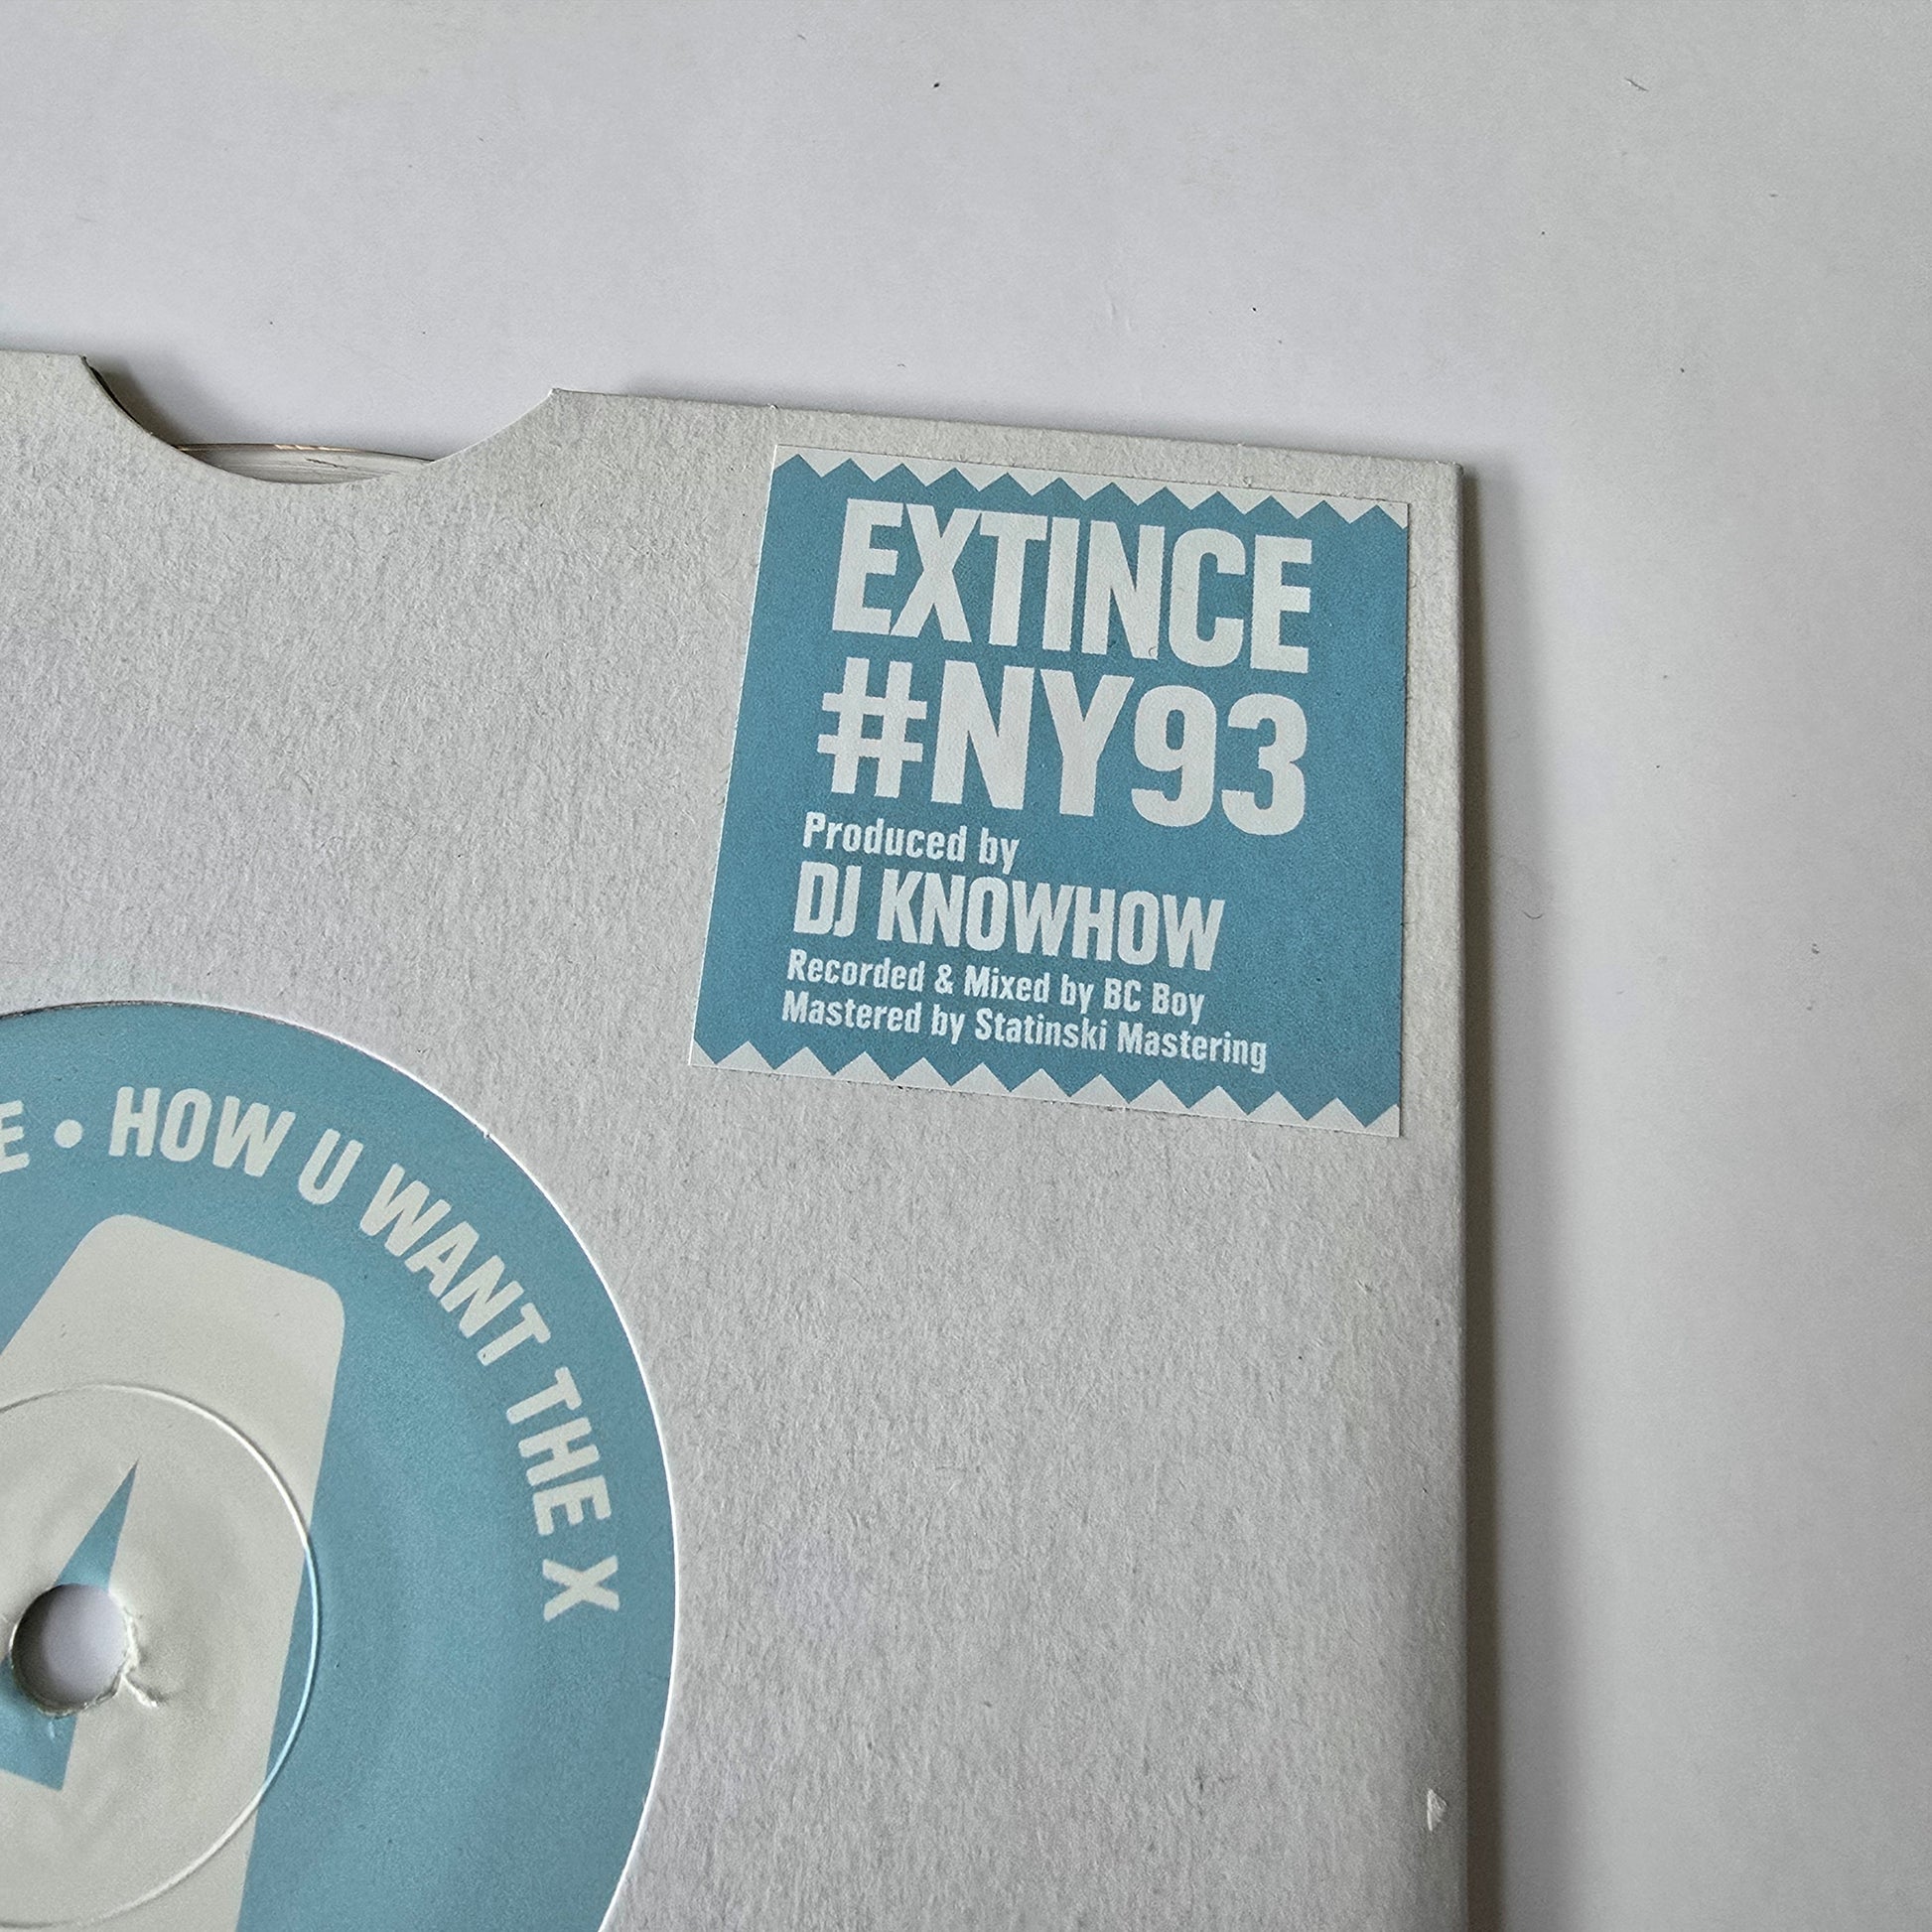 EXTINCE
#NY93
Produced by
DJ KNOWHOW
Recorded & Mixed by BC Boy
Mastered by Statinski Mastering
E • HOW U WANT THE X